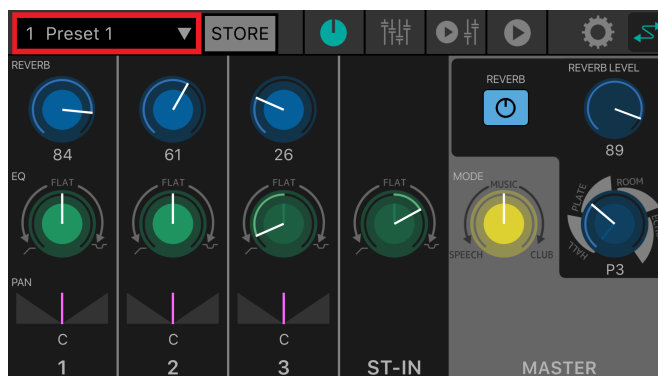 1 Preset 1 ▼ STORE
REVERB
REVERB
REVERB LEVEL
84 61 26 89
EQ FLAT FLAT FLAT FLAT
MODE MUSIC SPEECH CLUB
PLATE ROOM ECHO HALL
P3
PAN
C C C
1 2 3 ST-IN MASTER